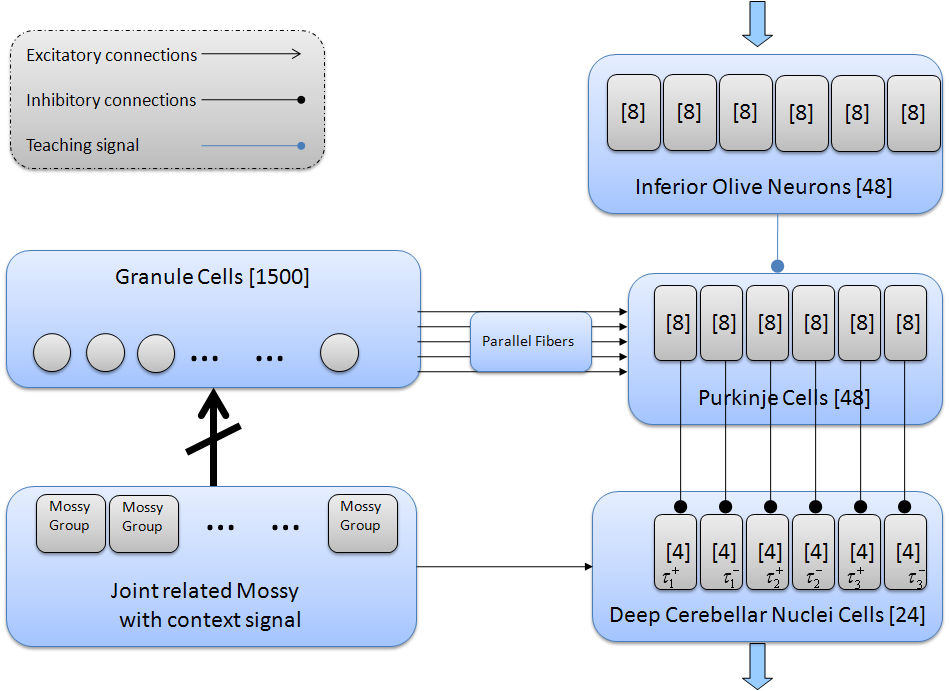 Excitatory connections
Inhibitory connections
Teaching signal
[8] [8] [8] [8] [8] [8]
Inferior Olive Neurons [48]
Granule Cells [1500]
... ...
Parallel Fibers
[8] [8] [8] [8] [8] [8]
Purkinje Cells [48]
Mossy
Group
Mossy
Group
... ...
Mossy
Group
Joint related Mossy
with context signal
[4] [4] [4] [4] [4] [4]
τ₁⁺ τ₁⁻ τ₂⁺ τ₂⁻ τ₃⁺ τ₃⁻
Deep Cerebellar Nuclei Cells [24]